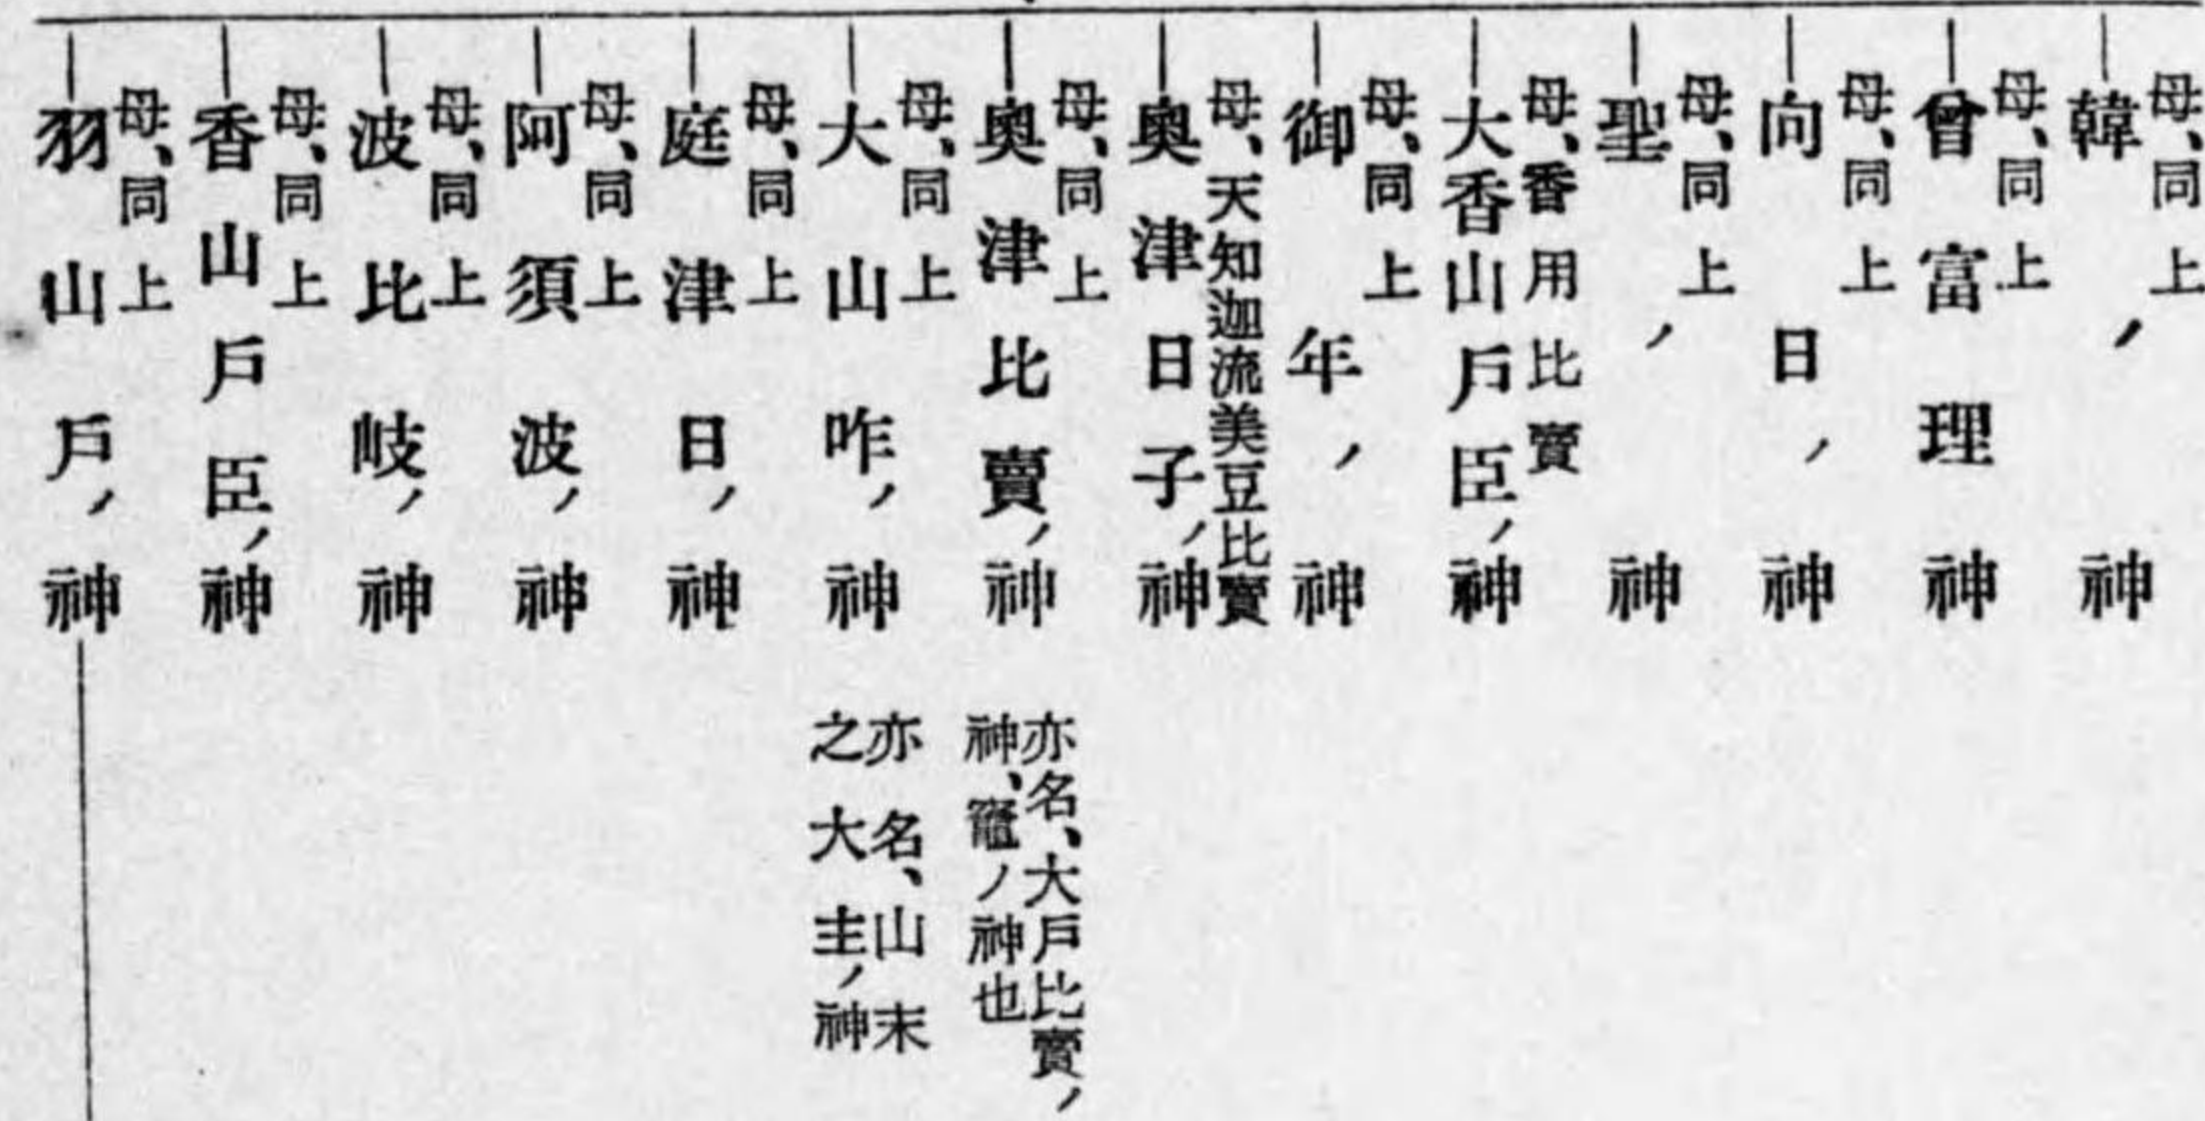 母、同上
韓ノ神
母、同上
曾富理神
母、同上
向日ノ神
母、同上
聖ノ神
母、香用比賣
大香山戶臣ノ神
母、同上
御年ノ神
母、天知迦流美豆比賣
奧津日子ノ神
母、同上
奧津比賣ノ神
亦名、大戶比賣ノ
神、竈ノ神也
母、同上
大山咋ノ神
亦名、山末
之大主ノ神
母、同上
庭津日ノ神
母、同上
阿須波ノ神
母、同上
波比岐ノ神
母、同上
香山戶臣ノ神
母、同上
羽山戶ノ神